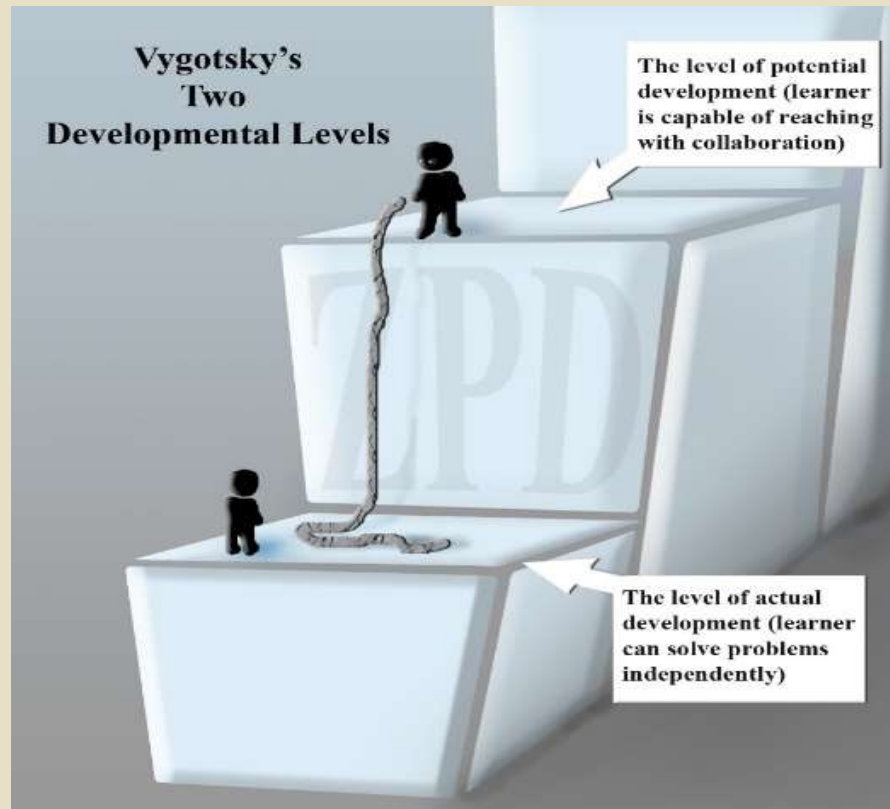 Vygotsky's
Two
Developmental Levels
The level of potential
development (learner
is capable of reaching
with collaboration)
ZPD
The level of actual
development (learner
can solve problems
independently)